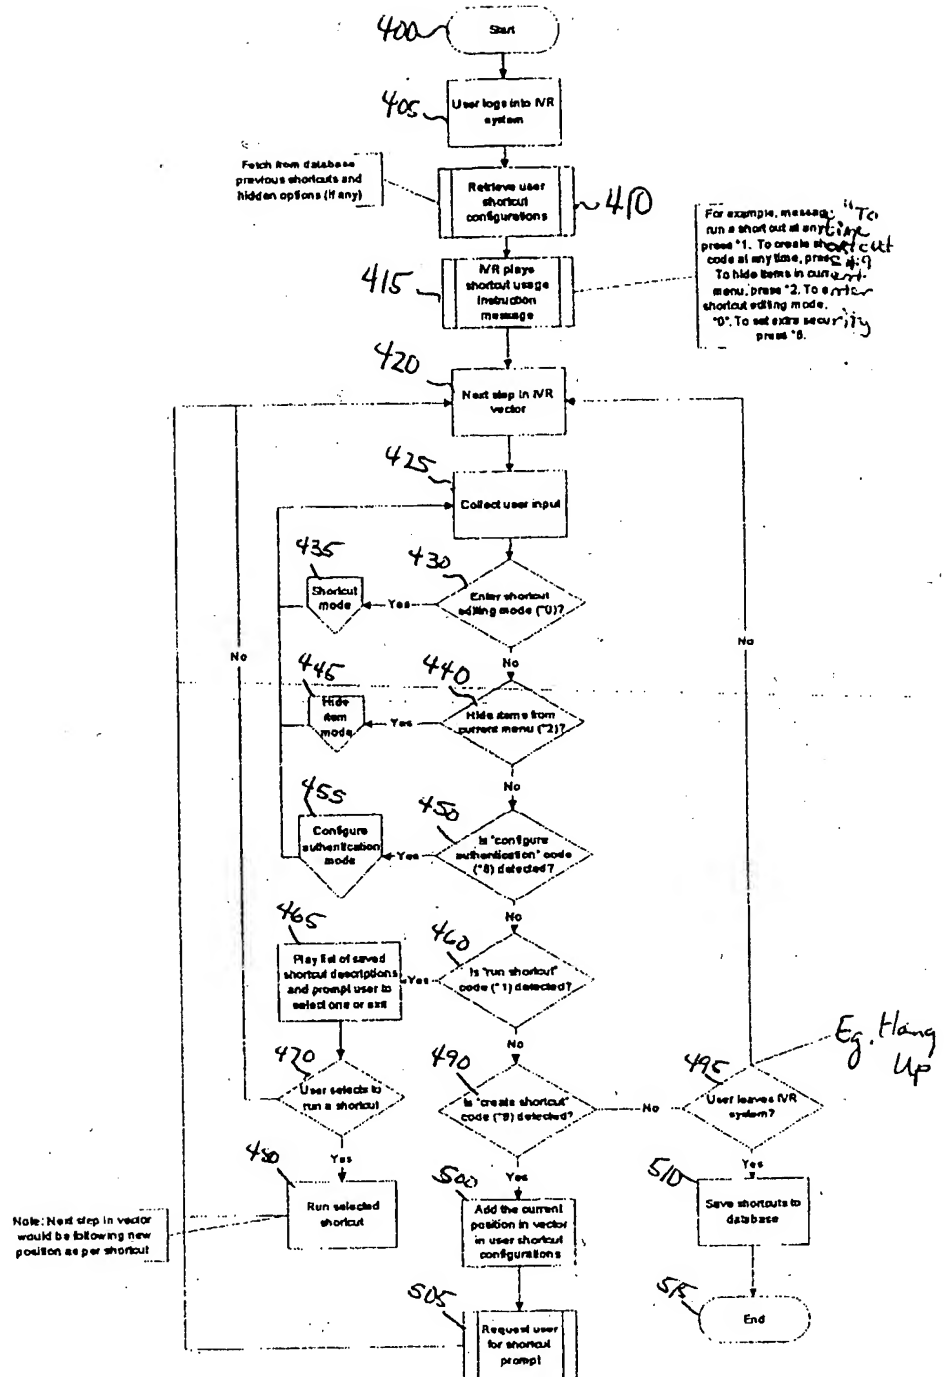 400
Start
405
User logs into IVR
system
Fetch from database
previous shortcuts and
hidden options (if any)
Retrieve user
shortcut
configurations
410
For example, message "To
run a short cut at any time
press *1. To create shortcut
code at any time, press *9
To hide items in current
menu, press *2. To enter
shortcut editing mode,
*0*. To set extra security
press *8.
415
IVR plays
shortcut usage
instruction
message
420
Next step in IVR
vector
425
Collect user input
430
Enter shortcut
editing mode (*0)?
Yes
435
Shortcut
mode
No
No
No
440
Hide items from
current menu (*2)?
Yes
445
Hide
item
mode
No
450
Is "configure
authentication" code
(*8) detected?
Yes
455
Configure
authentication
mode
No
460
Is "run shortcut"
code (*1) detected?
Yes
465
Play list of saved
shortcut descriptions
and prompt user to
select one or exit
No
470
User selects to
run a shortcut
490
Is "create shortcut"
code (*9) detected?
No
495
User leaves IVR
system?
Eg. Hang
Up
Yes
Yes
Yes
480
Run selected
shortcut
Note: Next step in vector
would be following new
position as per shortcut
500
Add the current
position in vector
in user shortcut
configurations
510
Save shortcuts to
database
505
Request user
for shortcut
prompt
515
End